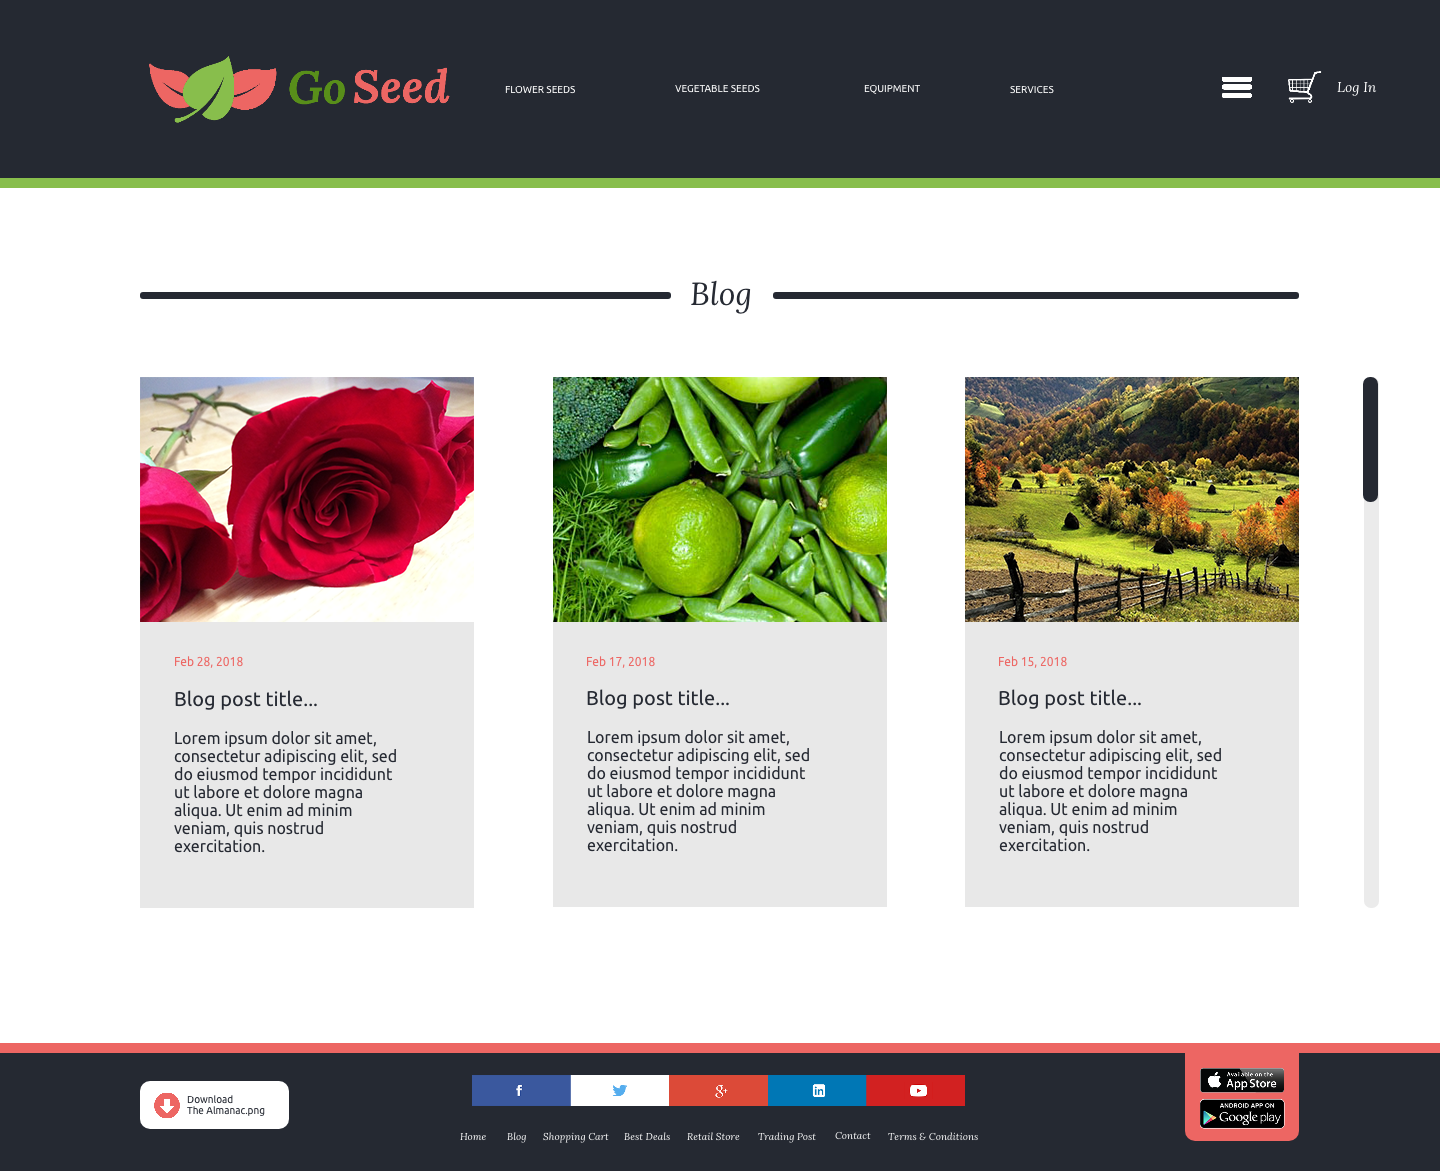 Go Seed
FLOWER SEEDS
VEGETABLE SEEDS
EQUIPMENT
SERVICES
Log In
Blog
Feb 28, 2018
Blog post title...
Lorem ipsum dolor sit amet,
consectetur adipiscing elit, sed
do eiusmod tempor incididunt
ut labore et dolore magna
aliqua. Ut enim ad minim
veniam, quis nostrud
exercitation.
Feb 17, 2018
Blog post title...
Lorem ipsum dolor sit amet,
consectetur adipiscing elit, sed
do eiusmod tempor incididunt
ut labore et dolore magna
aliqua. Ut enim ad minim
veniam, quis nostrud
exercitation.
Feb 15, 2018
Blog post title...
Lorem ipsum dolor sit amet,
consectetur adipiscing elit, sed
do eiusmod tempor incididunt
ut labore et dolore magna
aliqua. Ut enim ad minim
veniam, quis nostrud
exercitation.
Download
The Almanac.png
f
g+
in
Home
Blog
Shopping Cart
Best Deals
Retail Store
Trading Post
Contact
Terms & Conditions
Available on the
App Store
ANDROID APP ON
Google play